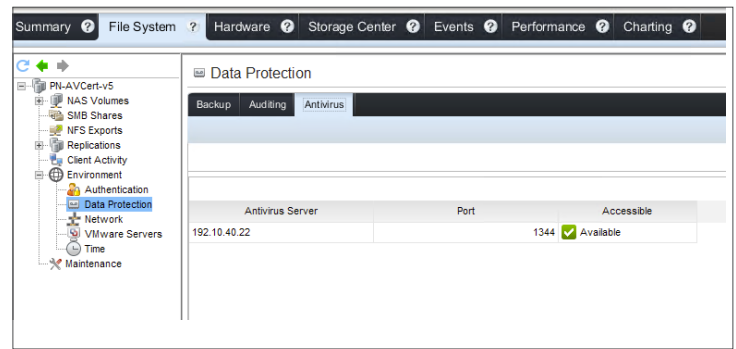 Summary ? File System ? Hardware ? Storage Center ? Events ? Performance ? Charting ?
Data Protection
PN-AVCert-v5
NAS Volumes
SMB Shares
NFS Exports
Replications
Client Activity
Environment
Authentication
Data Protection
Network
VMware Servers
Time
Maintenance
Backup Auditing Antivirus
Antivirus Server Port Accessible
192.10.40.22 1344 Available